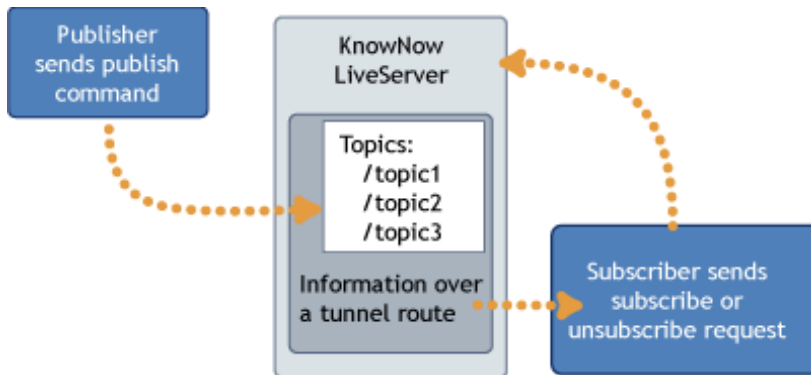 Publisher
sends publish
command
KnowNow
LiveServer
Topics:
/topic1
/topic2
/topic3
Information over
a tunnel route
Subscriber sends
subscribe or
unsubscribe request